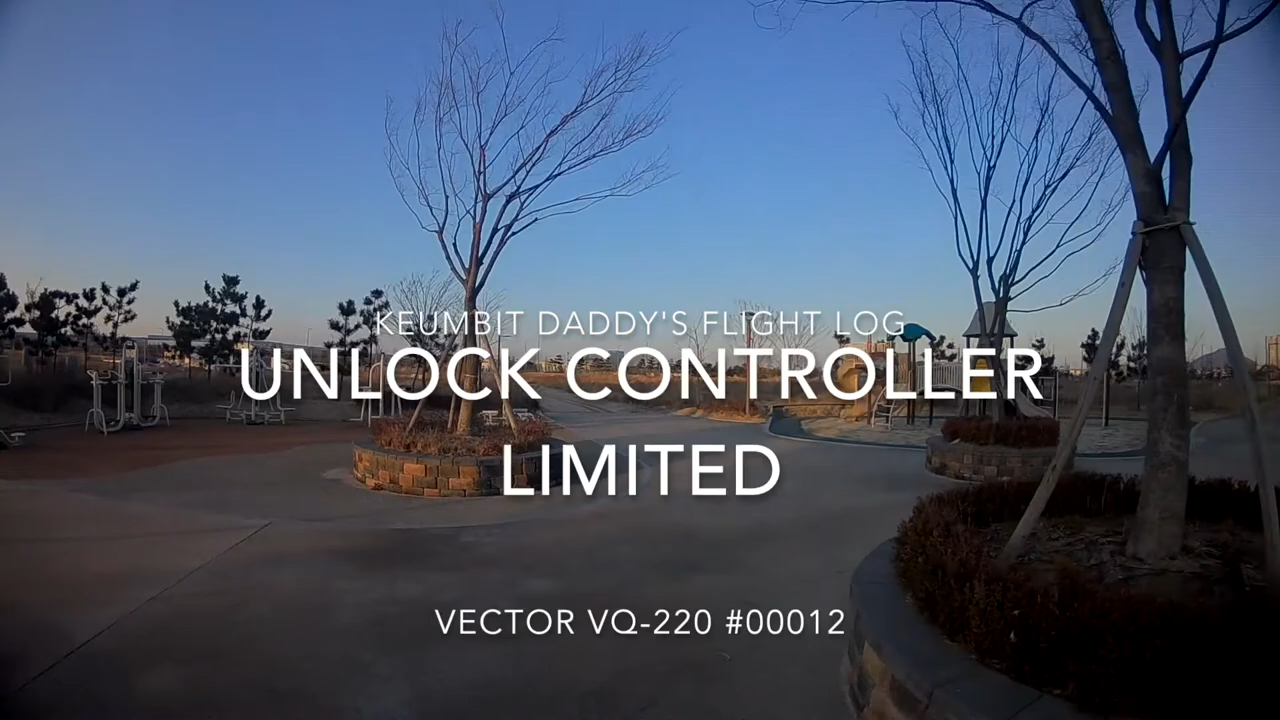 KEUMBIT DADDY'S FLIGHT LOG
UNLOCK CONTROLLER
LIMITED
VECTOR VQ-220 #00012